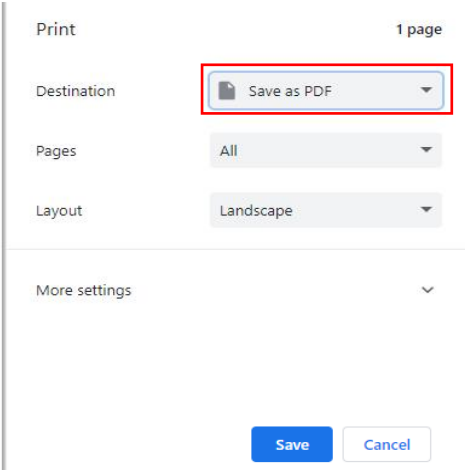 Print 1 page
Destination Save as PDF
Pages All
Layout Landscape
More settings
Save Cancel